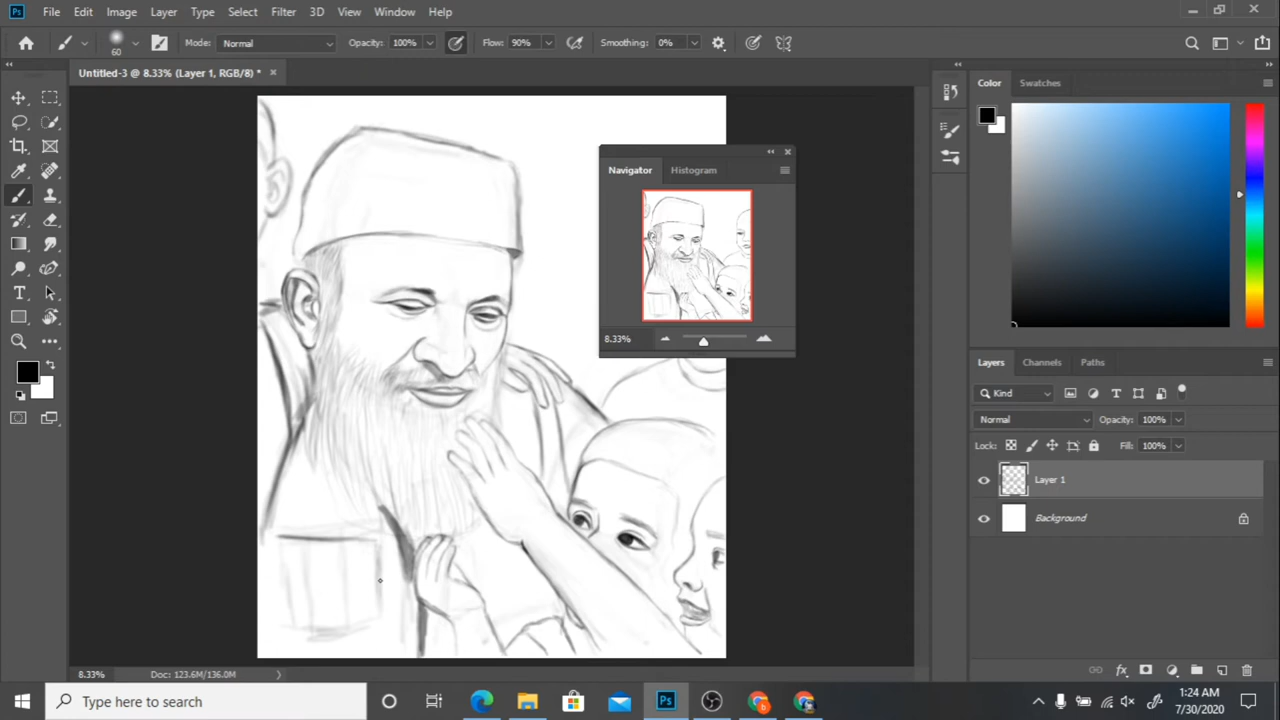 Ps File Edit Image Layer Type Select Filter 3D View Window Help
60 Mode: Normal Opacity: 100% Flow: 90% Smoothing: 0%
Untitled-3 @ 8.33% (Layer 1, RGB/8) *
Color Swatches
Navigator Histogram
8.33%
Layers Channels Paths
Kind
Normal Opacity: 100%
Lock: Fill: 100%
Layer 1
Background
8.33% Doc: 123.6M/136.0M
Type here to search
Ps
b
1:24 AM
7/30/2020